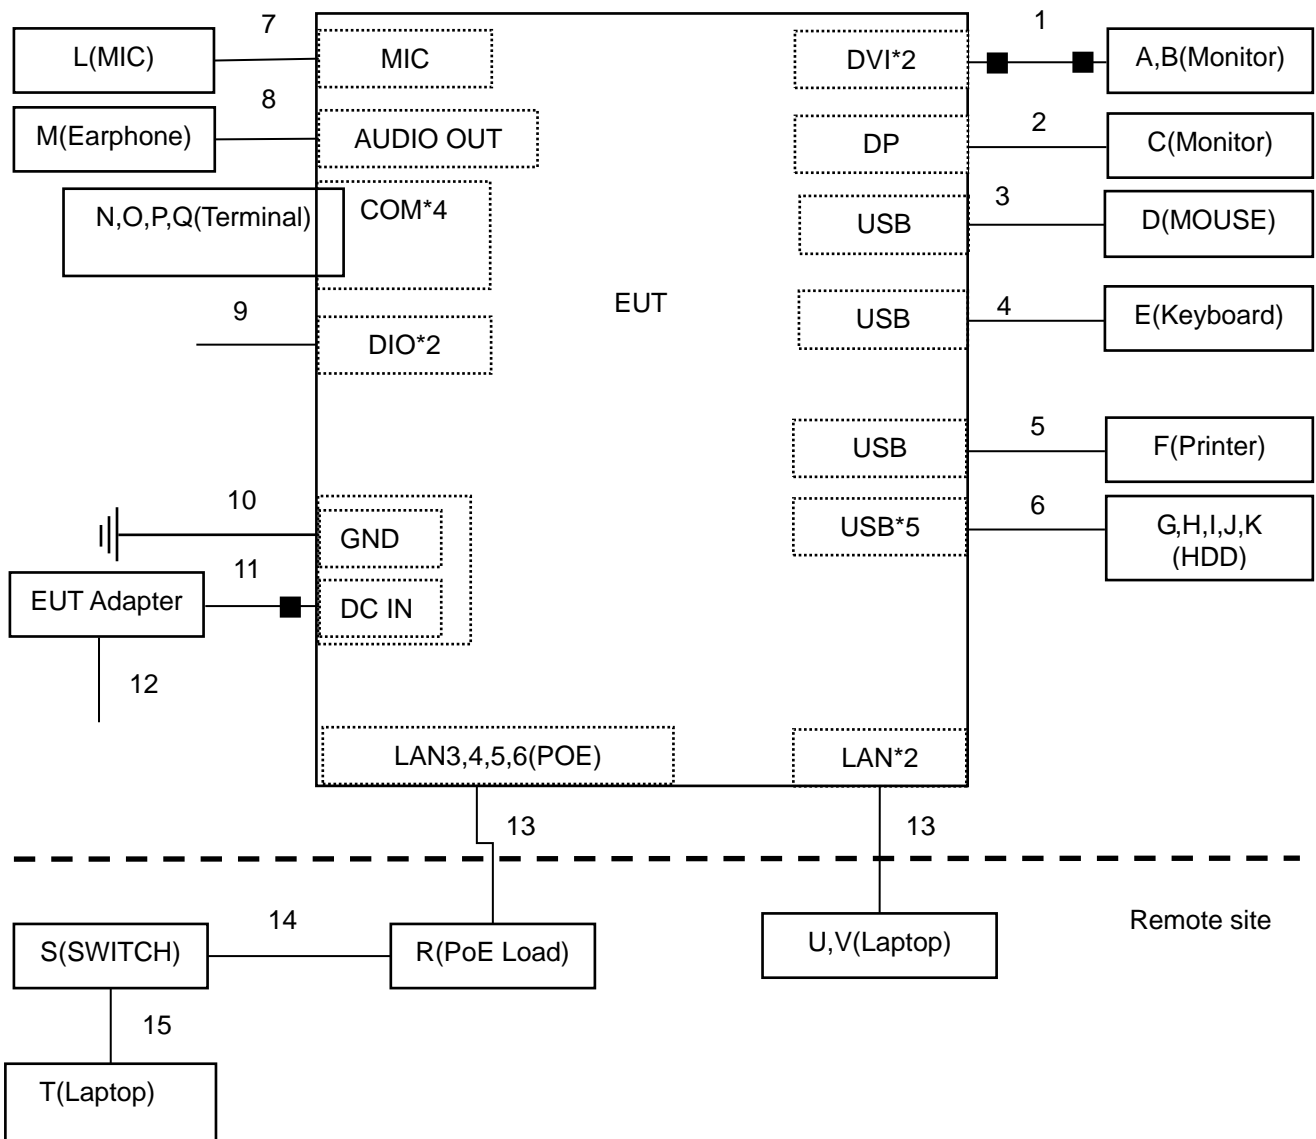 7
1
L(MIC)
MIC
DVI*2
A,B(Monitor)
8
2
M(Earphone)
AUDIO OUT
DP
C(Monitor)
N,O,P,Q(Terminal)
COM*4
3
USB
D(MOUSE)
EUT
9
4
DIO*2
USB
E(Keyboard)
5
USB
F(Printer)
10
6
GND
USB*5
G,H,I,J,K
(HDD)
11
EUT Adapter
DC IN
12
LAN3,4,5,6(POE)
LAN*2
13
13
14
Remote site
S(SWITCH)
R(PoE Load)
U,V(Laptop)
15
T(Laptop)